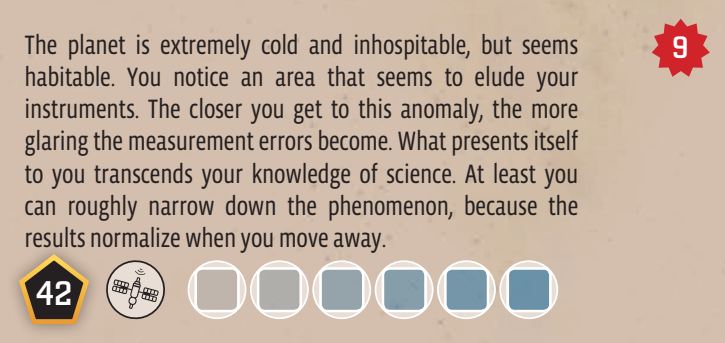 The planet is extremely cold and inhospitable, but seems
habitable. You notice an area that seems to elude your
instruments. The closer you get to this anomaly, the more
glaring the measurement errors become. What presents itself
to you transcends your knowledge of science. At least you
can roughly narrow down the phenomenon, because the
results normalize when you move away.
9
42